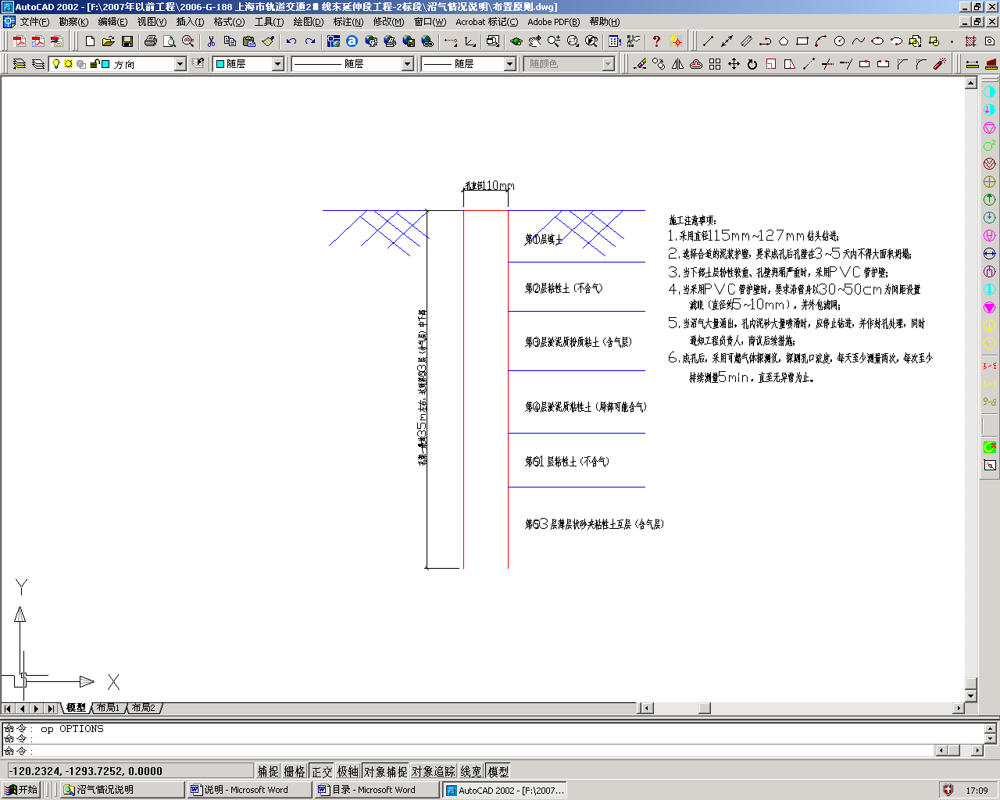 AutoCAD 2002 - [F:\2007年以前工程\2006-G-188 上海市轨道交通2# 线东延伸段工程-2标段\沼气情况说明\布置原则.dwg]
文件(F) 勘察(K) 编辑(E) 视图(V) 插入(I) 格式(O) 工具(T) 绘图(D) 标注(N) 修改(M) 窗口(W) Acrobat 标记(C) Adobe PDF(B) 帮助(H)
方向 随层 随层 随层 随颜色
孔直径110mm
施工注意事项:
1. 采用直径115mm~127mm钻头钻进;
2. 选择合适的泥浆护壁, 要求成孔后孔壁在3~5天内不得大面积坍塌;
3. 当下部土层粉性较重、孔壁坍塌严重时, 采用PVC管护壁;
4. 当采用PVC管护壁时, 要求沿管身以30~50cm为间距设置
滤眼 (直径约5~10mm) , 并外包滤网;
5. 当沼气大量涌出, 孔内泥砂大量喷涌时, 应停止钻进, 并作封孔处理, 同时
通知工程负责人, 商议后续措施;
6. 成孔后, 采用可燃气体探测仪, 探测孔口浓度, 每天至少测量两次, 每次至少
持续测量5min, 直至无异常为止。
第①层填土
第②层粘性土 (不含气)
第③层淤泥质粉质粘土 (含气层)
第④层淤泥质粘性土 (局部可能含气)
第⑤1层粘性土 (不含气)
第⑤3层薄层状砂夹粘性土互层 (含气层)
孔深一般为35m左右, 达到第⑤3层 (含气层) 中下部
Y
X
模型 布局1 布局2
命令: op OPTIONS
命令:
命令:
-120.2324, -1293.7252, 0.0000 捕捉 栅格 正交 极轴 对象捕捉 对象追踪 线宽 模型
开始 沼气情况说明 说明 - Microsoft Word 目录 - Microsoft Word AutoCAD 2002 - [F:\2007... 17:09